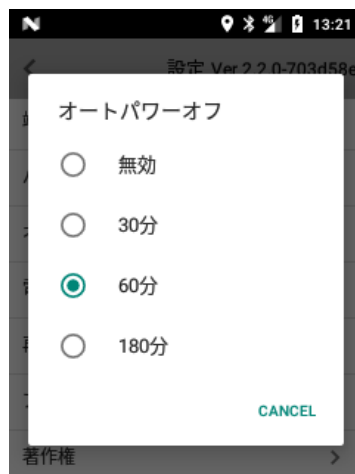 4G
13:21
設定 Ver 2.2.0-703d58e
オートパワーオフ
無効
30分
60分
180分
CANCEL
著作権